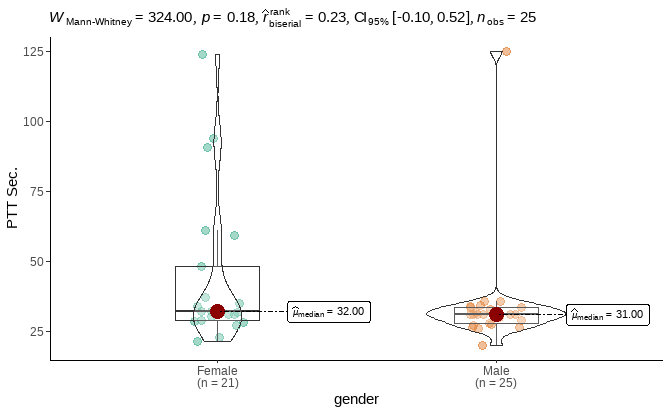 W Mann-Whitney = 324.00, p = 0.18, r̂ rank biserial = 0.23, CI95% [-0.10, 0.52], n obs = 25
125
100
75
50
25
PTT Sec.
μ̂median = 32.00
μ̂median = 31.00
Female
(n = 21)
Male
(n = 25)
gender